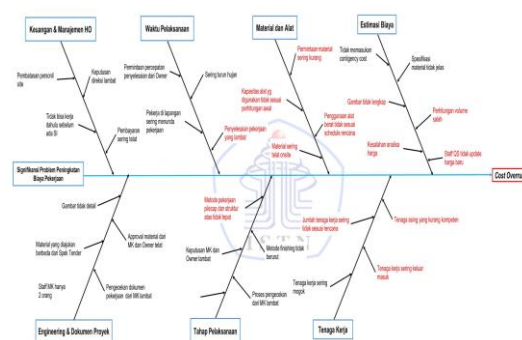 Keuangan & Manajemen HO
Waktu Pelaksanaan
Material dan Alat
Estimasi Biaya
Pembatasan personil
site
Keputusan
direksi lambat
Tidak bisa kerja
dahulu sebelum
ada SI
Pembayaran
sering telat
Permintaan percepatan
penyelesaian dari Owner
Sering turun hujan
Pekerja di lapangan
sering menunda
pekerjaan
Penyelesaian pekerjaan
yang lambat
Permintaan material
sering kurang
Kapasitas alat yg
digunakan tidak sesuai
perhitungan awal
Penggunaan alat
berat tidak sesuai
schedule rencana
Material sering
telat onsite
Tidak memasukan
contigency cost
Spesifikasi
material tidak jelas
Gambar tidak lengkap
Perhitungan volume
salah
Kesalahan analisa
harga
Staff QS tidak update
harga baru
Signifikansi Problem Peningkatan
Biaya Pekerjaan
Cost Overrun
Gambar tidak detail
Approval material dari
MK dan Owner telat
Material yang diajukan
berbeda dari Spek Tender
Pengecekan dokumen
pekerjaan dari MK lambat
Staff MK hanya
2 orang
Metode pekerjaan
plecap dan struktur
atas tidak tepat
Keputusan MK dan
Owner lambat
Metode finishing tidak
berurut
Proses pengecekan
dari MK lambat
Jumlah tenaga kerja sering
tidak sesuai rencana
Tenaga asing yang kurang kompeten
Tenaga kerja sering keluar
masuk
Tenaga kerja sering
mogok
Engineering & Dokumen Proyek
Tahap Pelaksanaan
Tenaga Kerja
ISTN